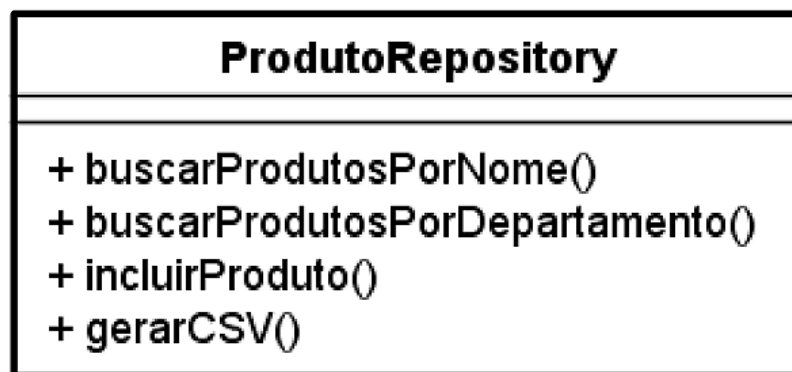 ProdutoRepository
+ buscarProdutosPorNome()
+ buscarProdutosPorDepartamento()
+ incluirProduto()
+ gerarCSV()